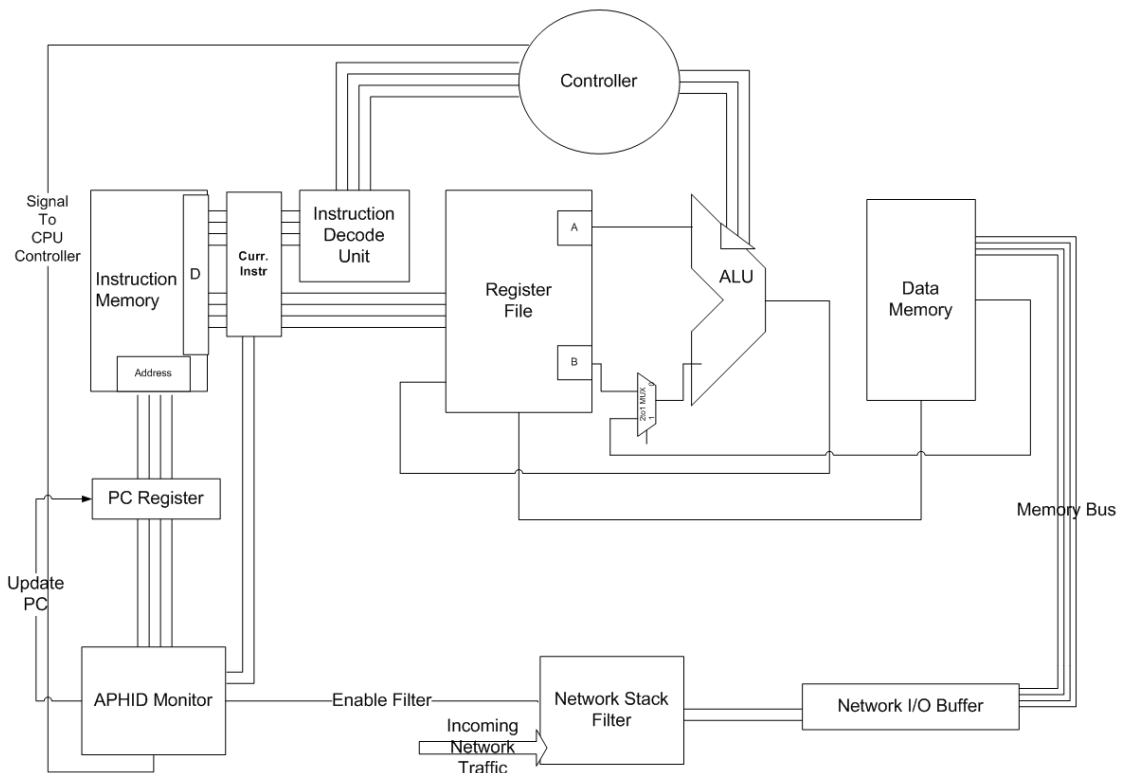 Controller
Signal
To
CPU
Controller
Instruction
Memory
D
Address
Curr.
Instr
Instruction
Decode
Unit
Register
File
A
B
2to1 MUX
0
1
ALU
Data
Memory
PC Register
Memory Bus
Update
PC
APHID Monitor
Enable Filter
Network Stack
Filter
Network I/O Buffer
Incoming
Network
Traffic